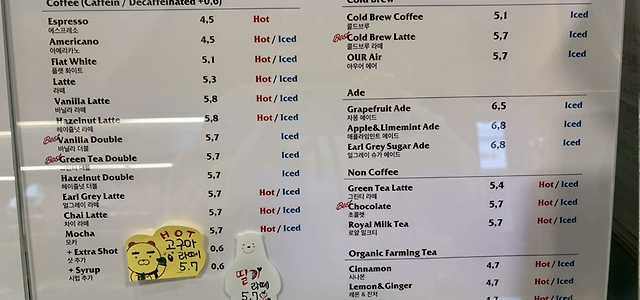 Coffee (Caffein / Decaffeinated +0,6)
Espresso 4,5 Hot
에스프레소
Americano 4,5 Hot / Iced
아메리카노
Flat White 5,1 Hot / Iced
플랫 화이트
Latte 5,3 Hot / Iced
라떼
Vanilla Latte 5,8 Hot / Iced
바닐라 라떼
Hazelnut Latte 5,8 Hot / Iced
헤이즐넛 라떼
Best Vanilla Double 5,7 Iced
바닐라 더블
Best Green Tea Double 5,7 Iced
Hazelnut Double 5,7 Iced
헤이즐넛 더블
Earl Grey Latte 5,7 Hot / Iced
얼그레이 라떼
Chai Latte 5,7 Hot / Iced
차이 라떼
Mocha 5,7 Hot / Iced
모카
+ Extra Shot 0,6
샷 추가
+ Syrup 0,6
시럽 추가
HOT
고구마
라떼
5.7
딸기
라떼
5.7
Cold Brew
Cold Brew Coffee 5,1 Iced
콜드브루
Best Cold Brew Latte 5,7 Iced
콜드브루 라떼
OUR Air 5,7 Iced
아우어 에어
Ade
Grapefruit Ade 6,5 Iced
자몽 에이드
Apple&Limemint Ade 6,8 Iced
애플라임민트 에이드
Earl Grey Sugar Ade 6,8 Iced
얼그레이 슈가 에이드
Non Coffee
Green Tea Latte 5,4 Hot / Iced
그린티 라떼
Best Chocolate 5,7 Hot / Iced
초콜렛
Royal Milk Tea 5,7 Hot / Iced
로얄 밀크티
Organic Farming Tea
Cinnamon 4,7 Hot / Iced
시나몬
Lemon&Ginger 4,7 Hot / Iced
레몬 & 진저